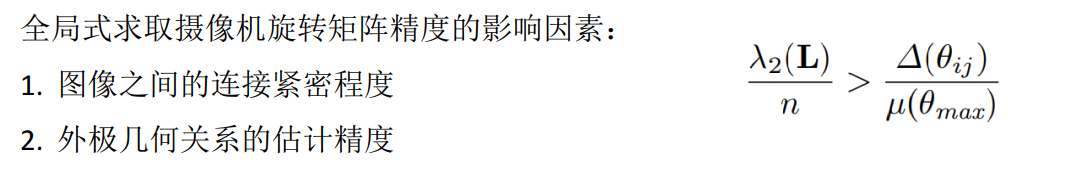 全局式求取摄像机旋转矩阵精度的影响因素：
1. 图像之间的连接紧密程度
2. 外极几何关系的估计精度
λ₂(𝐋)/n > Δ(θᵢⱼ)/μ(θₘₐₓ)